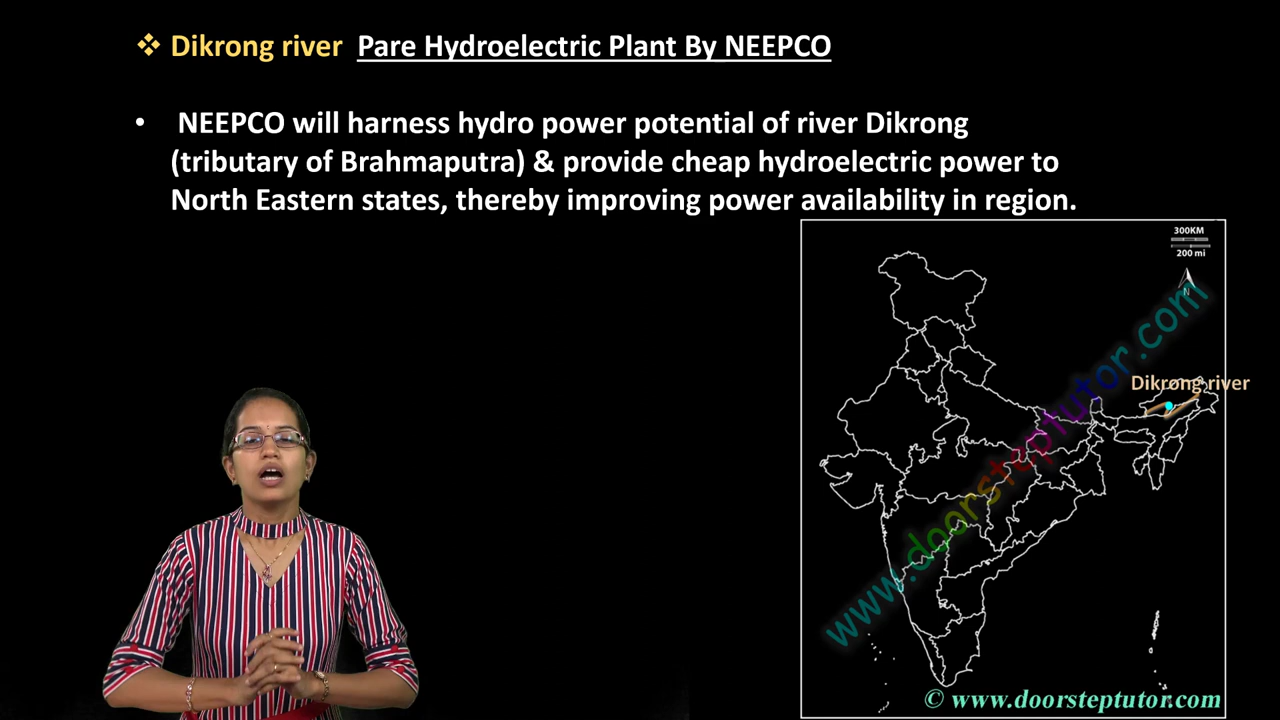 ❖ Dikrong river Pare Hydroelectric Plant By NEEPCO
• NEEPCO will harness hydro power potential of river Dikrong
(tributary of Brahmaputra) & provide cheap hydroelectric power to
North Eastern states, thereby improving power availability in region.
300KM
200 mi
N
Dikrong river
www.doorsteptutor.com
© www.doorsteptutor.com